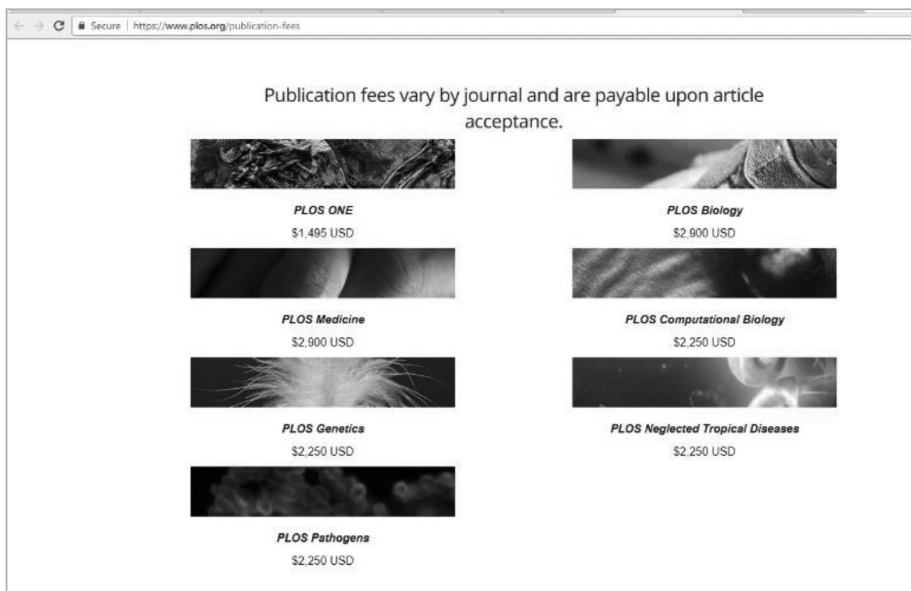 Secure | https://www.plos.org/publication-fees
Publication fees vary by journal and are payable upon article
acceptance.
PLOS ONE
$1,495 USD
PLOS Biology
$2,900 USD
PLOS Medicine
$2,900 USD
PLOS Computational Biology
$2,250 USD
PLOS Genetics
$2,250 USD
PLOS Neglected Tropical Diseases
$2,250 USD
PLOS Pathogens
$2,250 USD